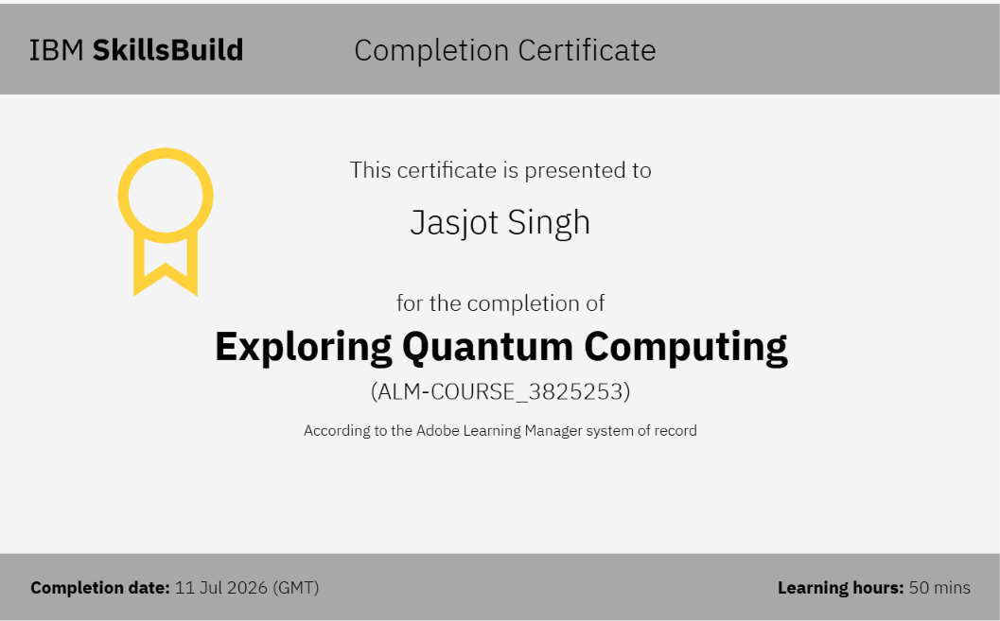 IBM SkillsBuild
Completion Certificate
This certificate is presented to
Jasjot Singh
for the completion of
Exploring Quantum Computing
(ALM-COURSE_3825253)
According to the Adobe Learning Manager system of record
Completion date: 11 Jul 2026 (GMT)
Learning hours: 50 mins